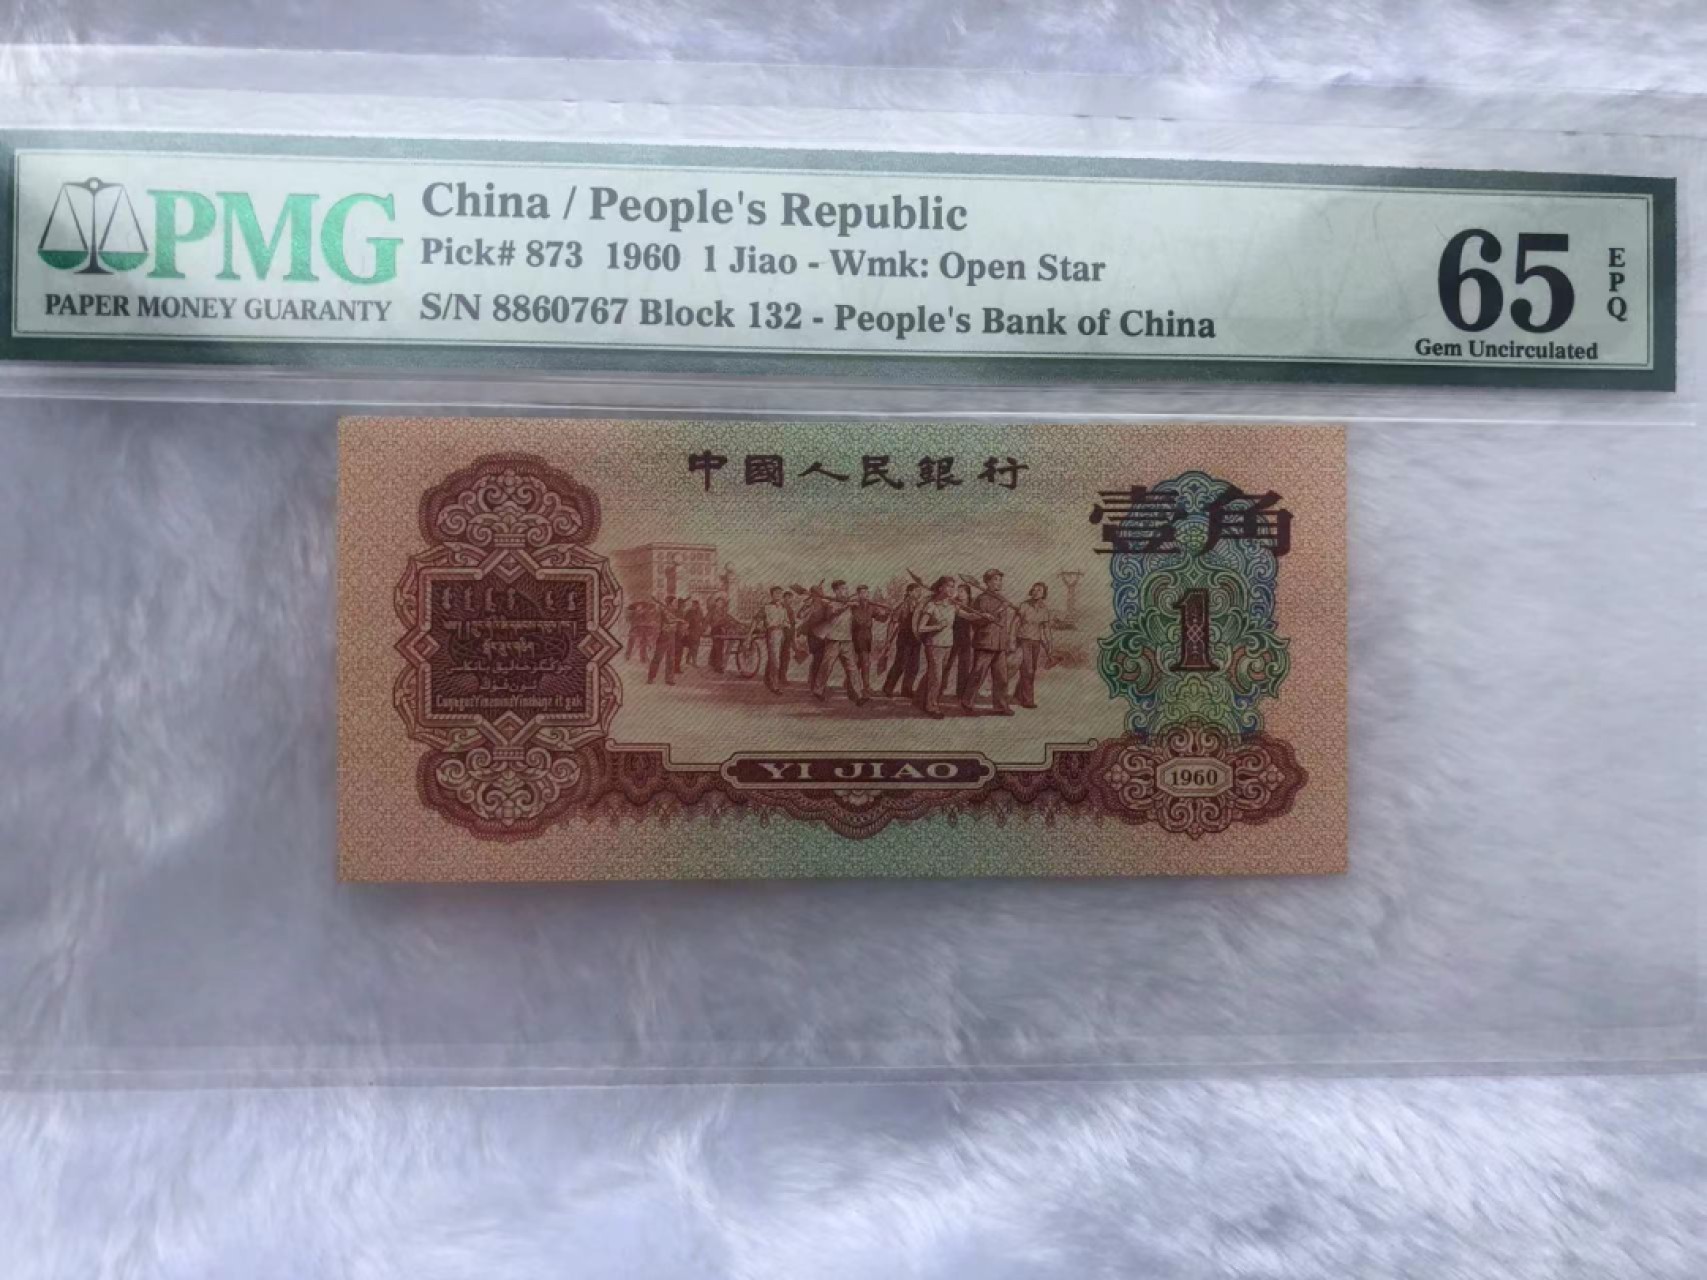 PMG
PAPER MONEY GUARANTY
China / People's Republic
Pick# 873 1960 1 Jiao - Wmk: Open Star
S/N 8860767 Block 132 - People's Bank of China
65
EPQ
Gem Uncirculated
中國人民銀行
壹角
1
YI JIAO
1960